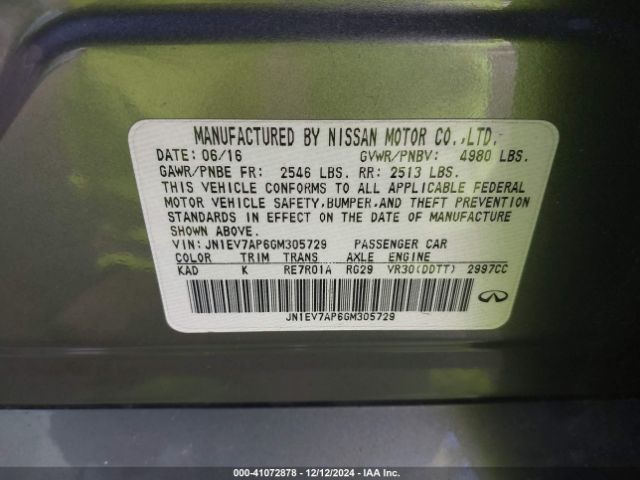 MANUFACTURED BY NISSAN MOTOR CO.,LTD.
DATE: 06/16 GVWR/PNBV: 4980 LBS.
GAWR/PNBE FR: 2546 LBS. RR: 2513 LBS.
THIS VEHICLE CONFORMS TO ALL APPLICABLE FEDERAL
MOTOR VEHICLE SAFETY,BUMPER,AND THEFT PREVENTION
STANDARDS IN EFFECT ON THE DATE OF MANUFACTURE
SHOWN ABOVE.
VIN: JN1EV7AP6GM305729 PASSENGER CAR
COLOR TRIM TRANS AXLE ENGINE
KAD K RE7R01A RG29 VR30(DDTT) 2997CC
JN1EV7AP6GM305729
INFINITI
000-41072878 • 12/12/2024 • IAA Inc.